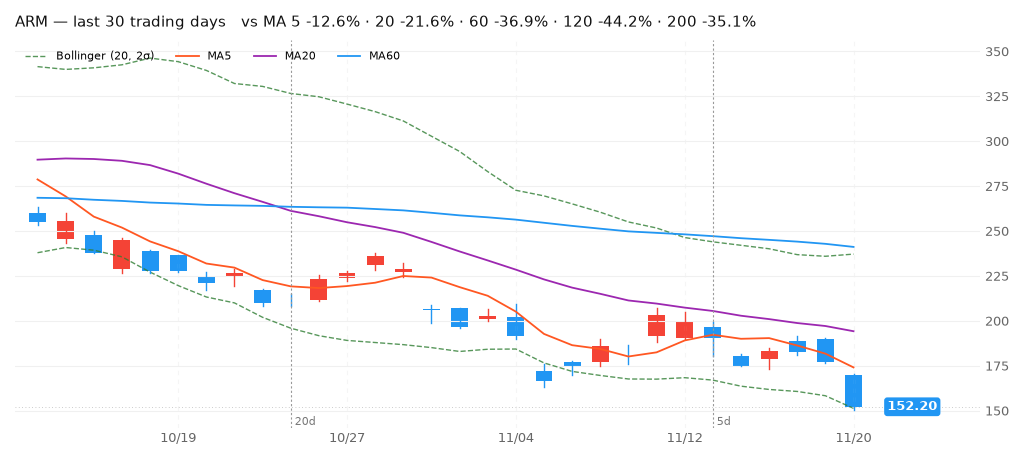 ARM — last 30 trading days   vs MA 5 -12.6% · 20 -21.6% · 60 -36.9% · 120 -44.2% · 200 -35.1%
Bollinger (20, 2σ)   MA5   MA20   MA60
350
325
300
275
250
225
200
175
152.20
150
20d   5d
10/19   10/27   11/04   11/12   11/20